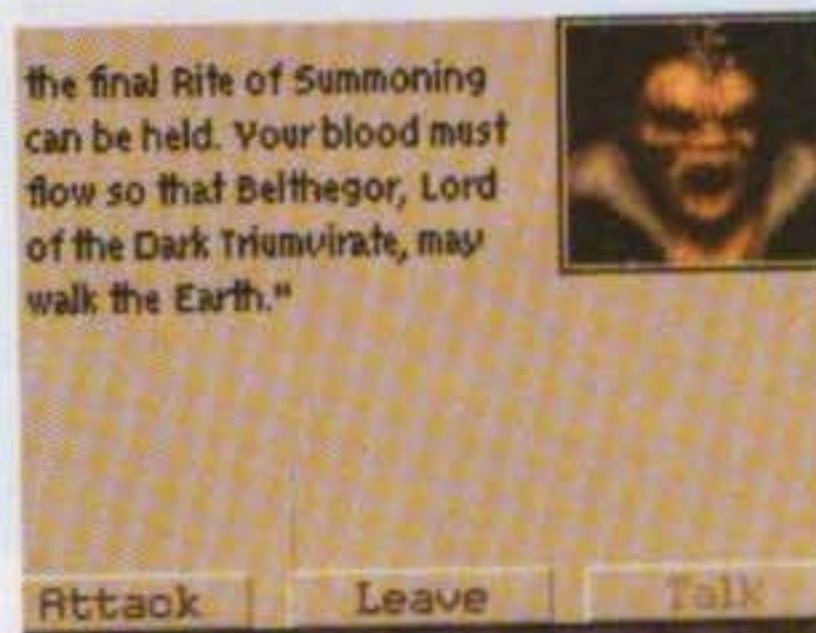 the final Rite of Summoning
can be held. Your blood must
flow so that Belthegor, Lord
of the Dark Triumvirate, may
walk the Earth."
Attack
Leave
Talk